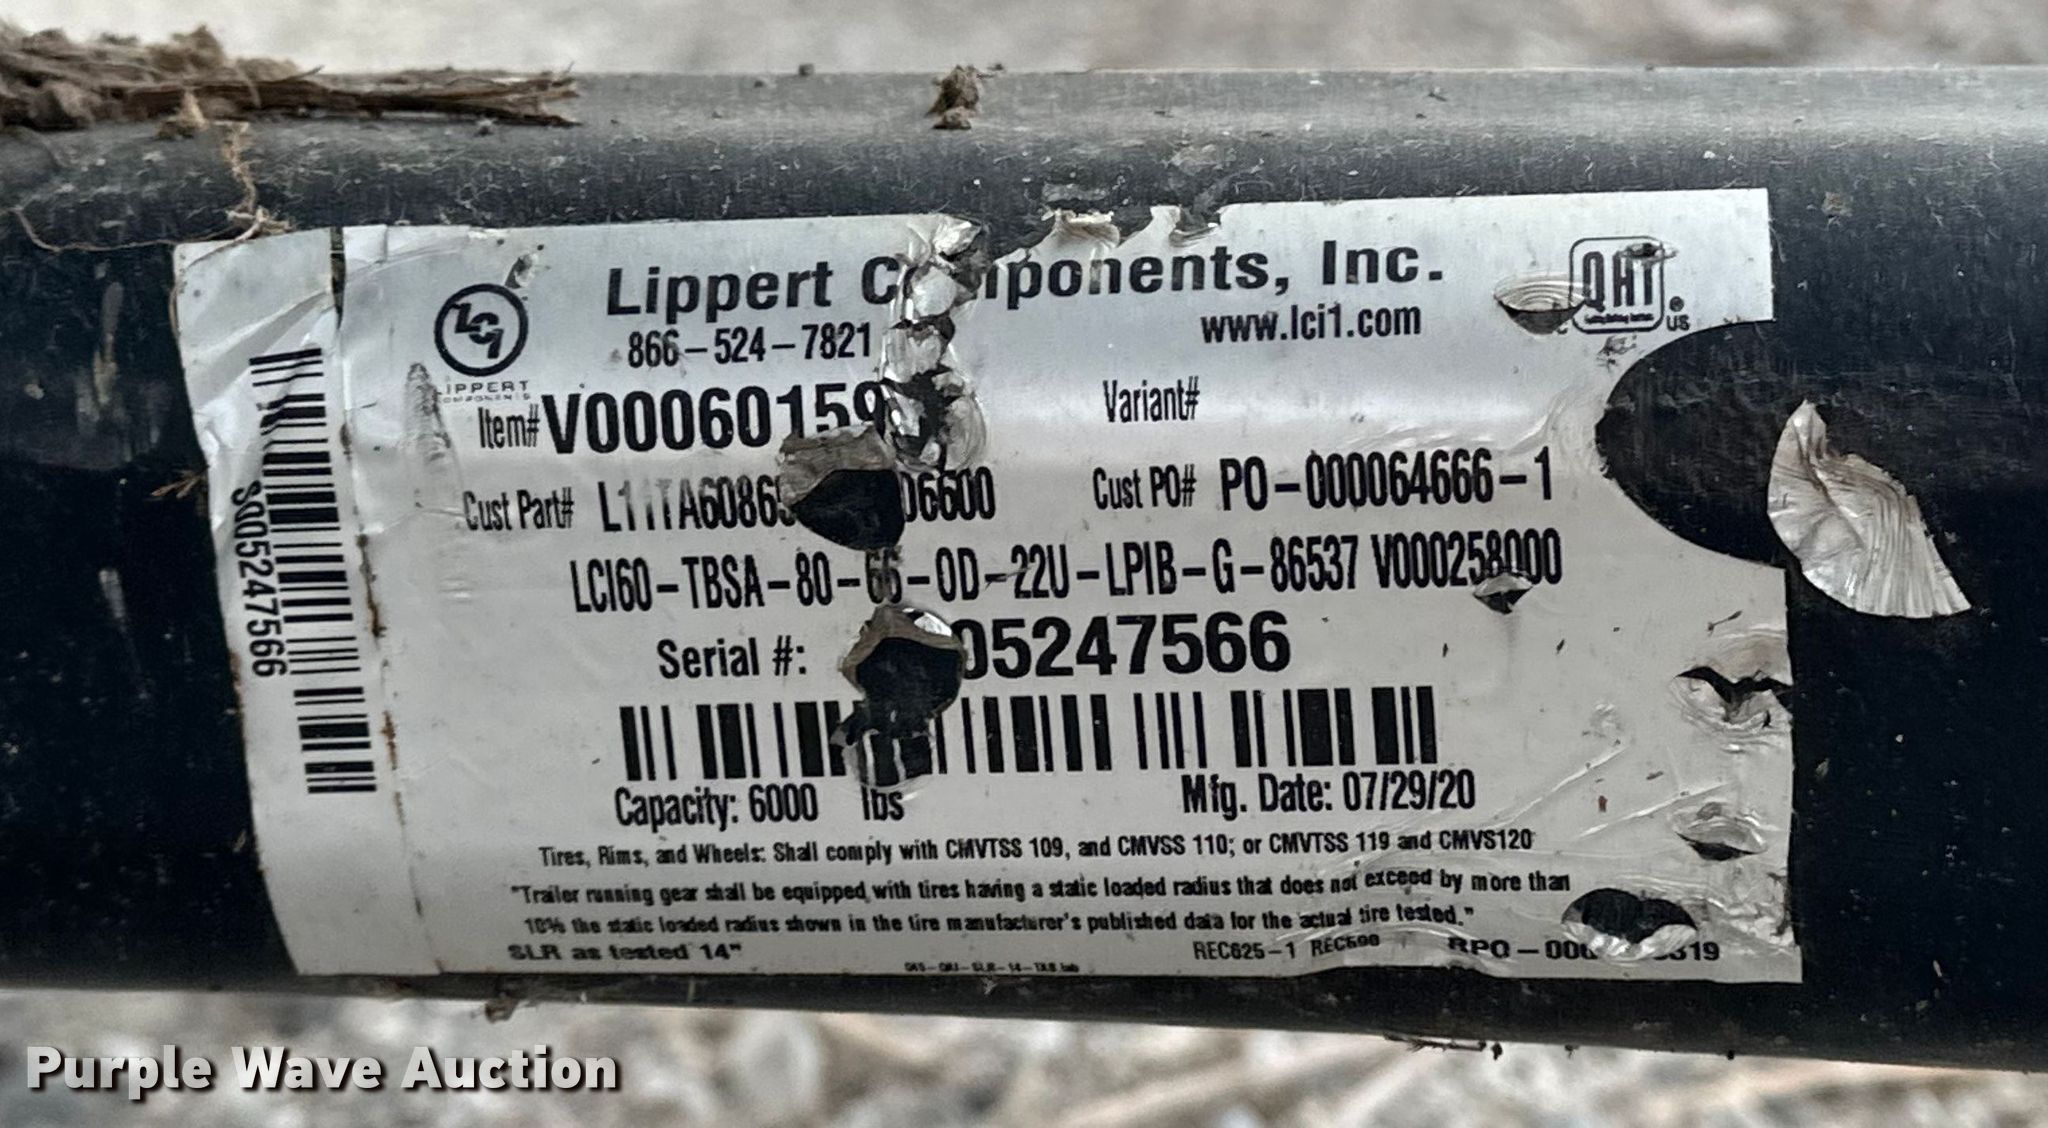 Lippert Components, Inc.
866-524-7821
www.lci1.com
QAI
US
LCI
LIPPERT
COMPONENTS
Item#
Variant#
Cust Part#
Cust PO# PO-000064666-1
LCI60-TBSA-80-66-OD-22U-LPIB-G-86537 V000258000
Serial #: 05247566
S005247566
Capacity: 6000 lbs
Mfg. Date: 07/29/20
Tires, Rims, and Wheels: Shall comply with CMVTSS 109, and CMVSS 110; or CMVTSS 119 and CMVS120
"Trailer running gear shall be equipped with tires having a static loaded radius that does not exceed by more than
10% the static loaded radius shown in the tire manufacturer's published data for the actual tire tested."
SLR as tested 14"
REC625-1 REC500
Purple Wave Auction